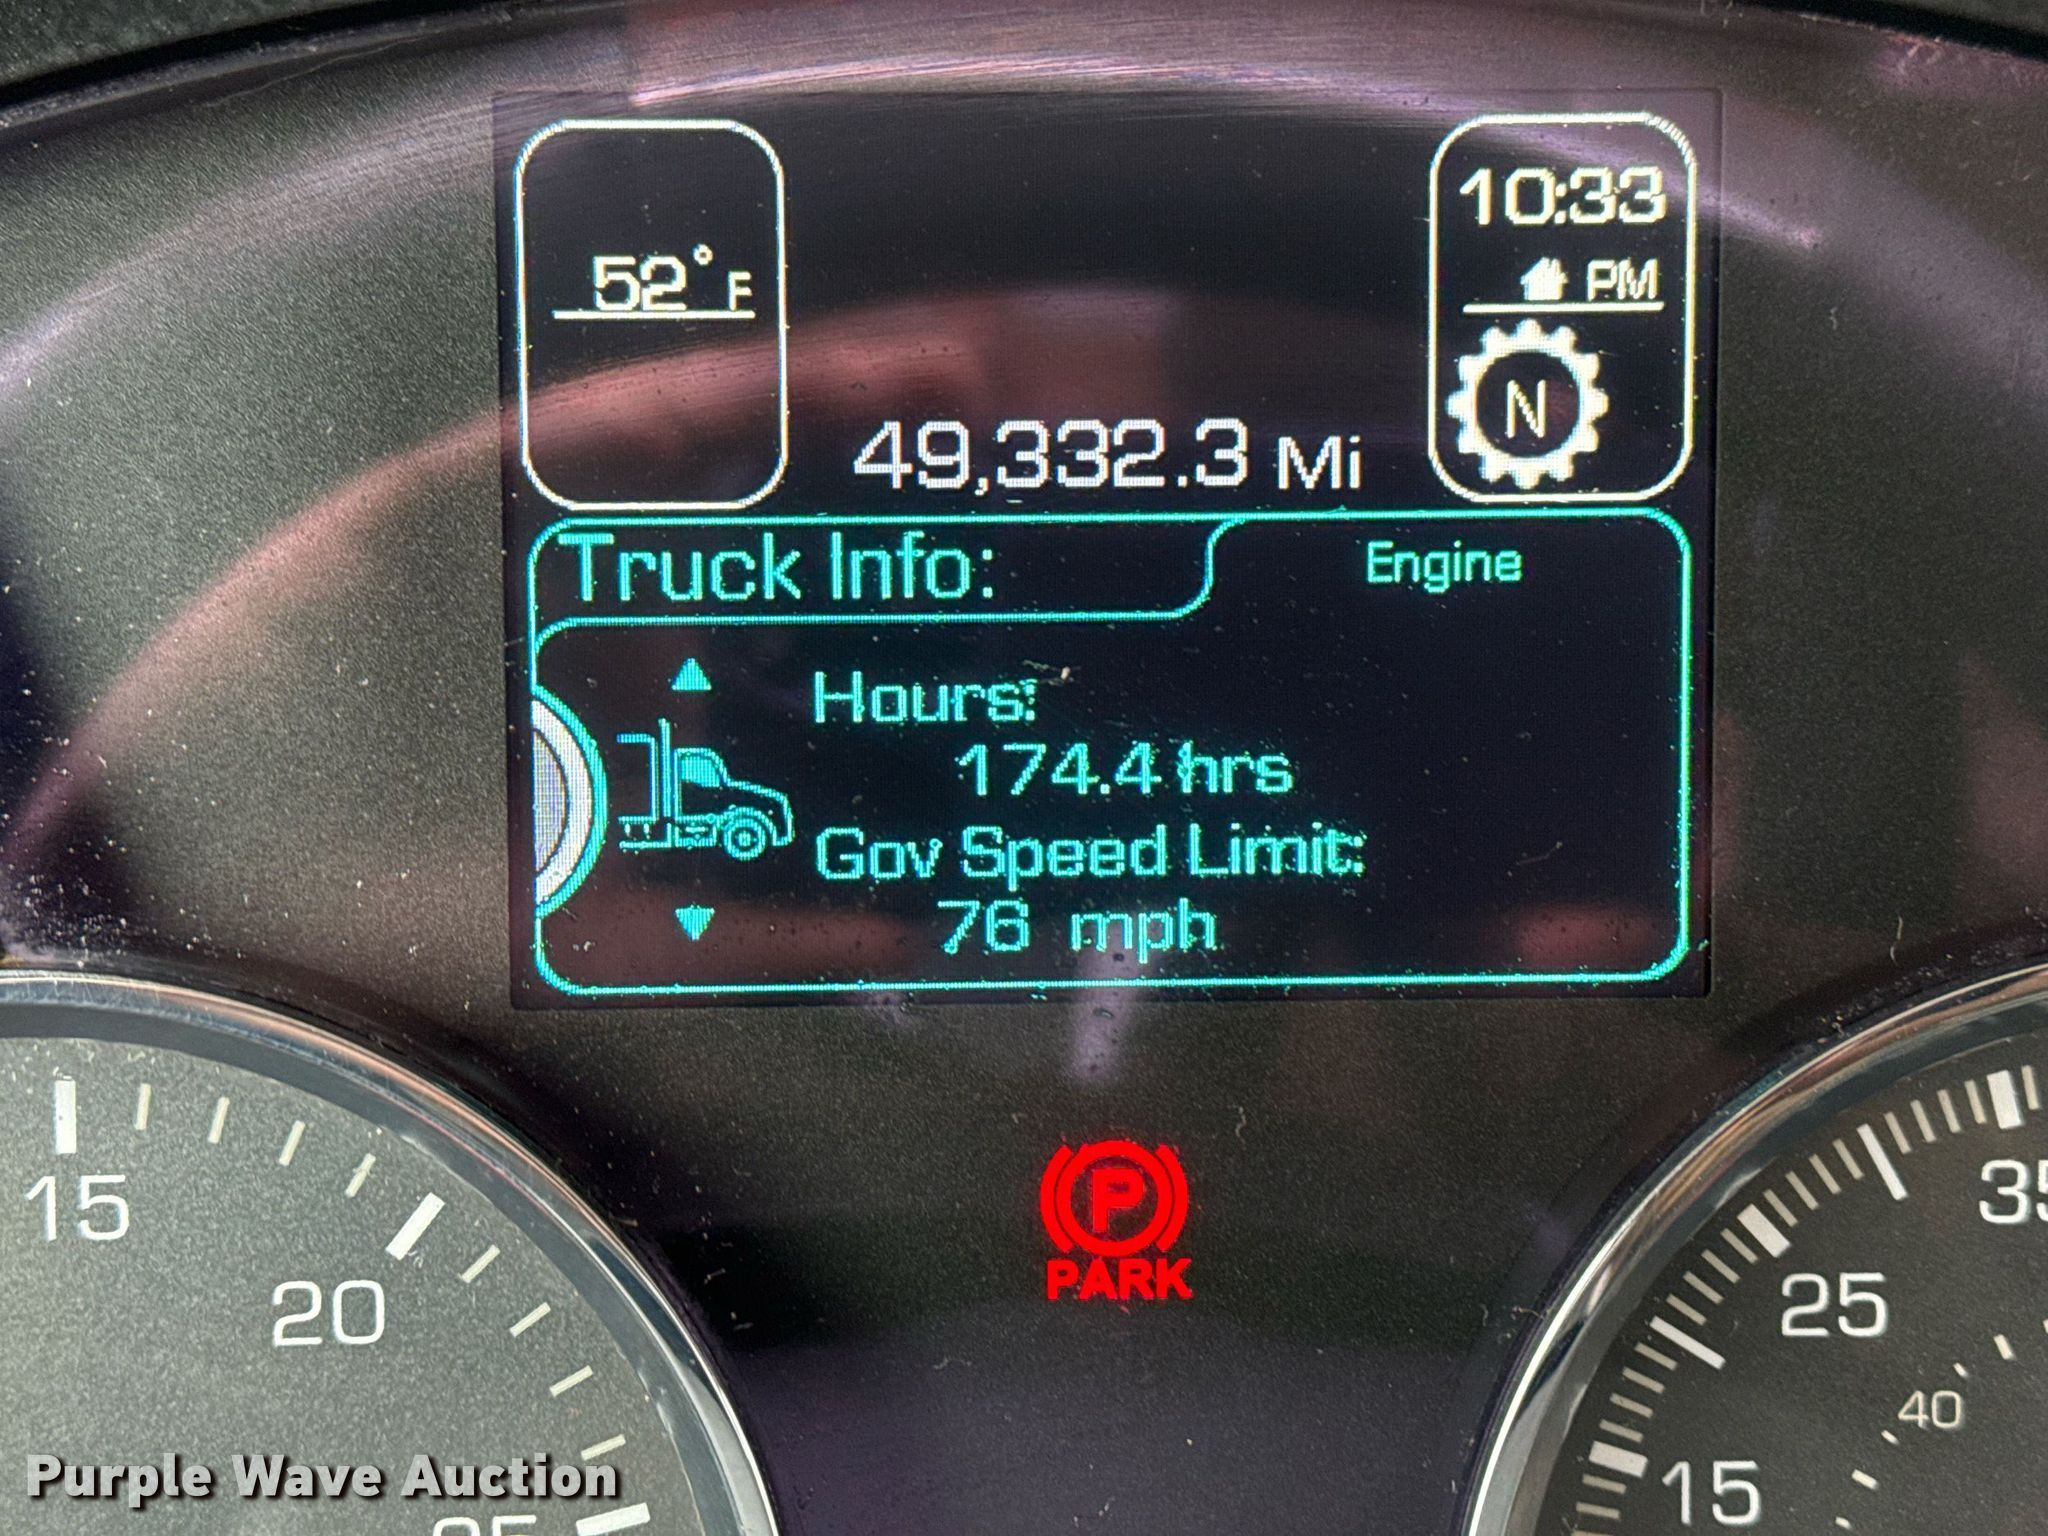 52° F
10:33
PM
N
49,332.3 Mi
Truck Info:
Engine
Hours:
174.4 hrs
Gov Speed Limit:
76 mph
P
PARK
15
20
25
35
25
40
15
Purple Wave Auction